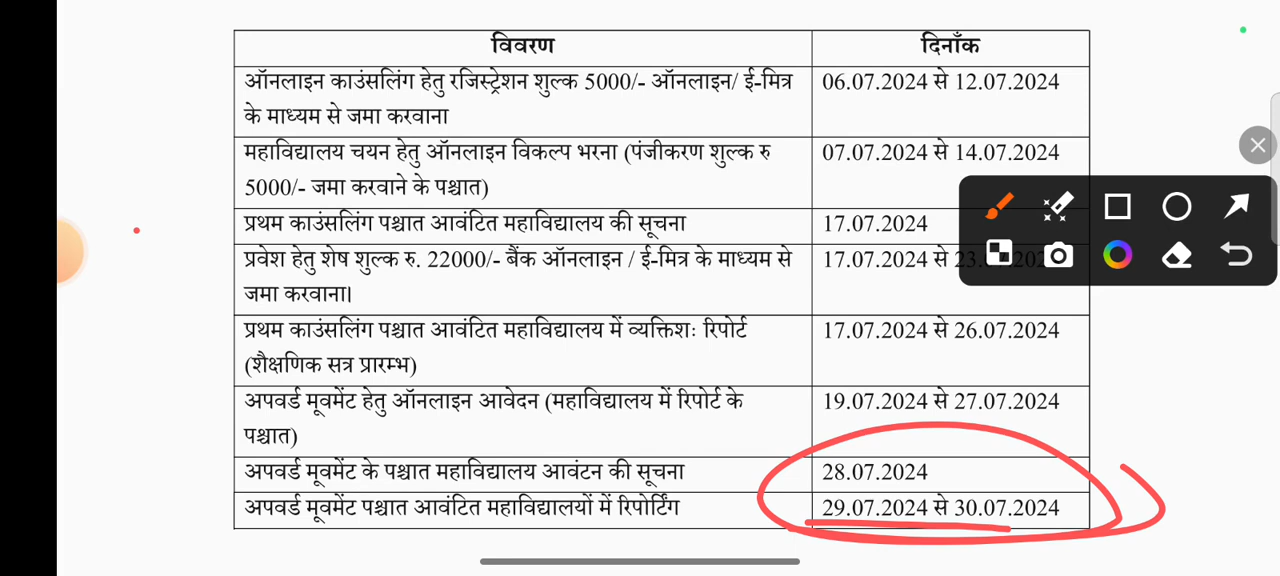 विवरण दिनाँक
ऑनलाइन काउंसलिंग हेतु रजिस्ट्रेशन शुल्क 5000/- ऑनलाइन/ ई-मित्र 06.07.2024 से 12.07.2024
के माध्यम से जमा करवाना
महाविद्यालय चयन हेतु ऑनलाइन विकल्प भरना (पंजीकरण शुल्क रु 07.07.2024 से 14.07.2024
5000/- जमा करवाने के पश्चात)
प्रथम काउंसलिंग पश्चात आवंटित महाविद्यालय की सूचना 17.07.2024
प्रवेश हेतु शेष शुल्क रु. 22000/- बैंक ऑनलाइन / ई-मित्र के माध्यम से 17.07.2024 से
जमा करवाना।
प्रथम काउंसलिंग पश्चात आवंटित महाविद्यालय में व्यक्तिशः रिपोर्ट 17.07.2024 से 26.07.2024
(शैक्षणिक सत्र प्रारम्भ)
अपवर्ड मूवमेंट हेतु ऑनलाइन आवेदन (महाविद्यालय में रिपोर्ट के 19.07.2024 से 27.07.2024
पश्चात)
अपवर्ड मूवमेंट के पश्चात महाविद्यालय आवंटन की सूचना 28.07.2024
अपवर्ड मूवमेंट पश्चात आवंटित महाविद्यालयों में रिपोर्टिंग 29.07.2024 से 30.07.2024